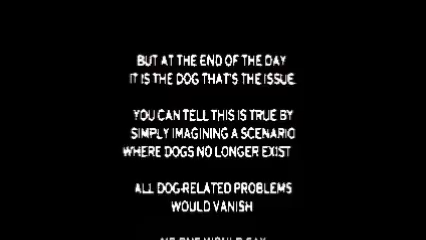 BUT AT THE END OF THE DAY
IT IS THE DOG THAT'S THE ISSUE
YOU CAN TELL THIS IS TRUE BY
SIMPLY IMAGINING A SCENARIO
WHERE DOGS NO LONGER EXIST
ALL DOG-RELATED PROBLEMS
WOULD VANISH